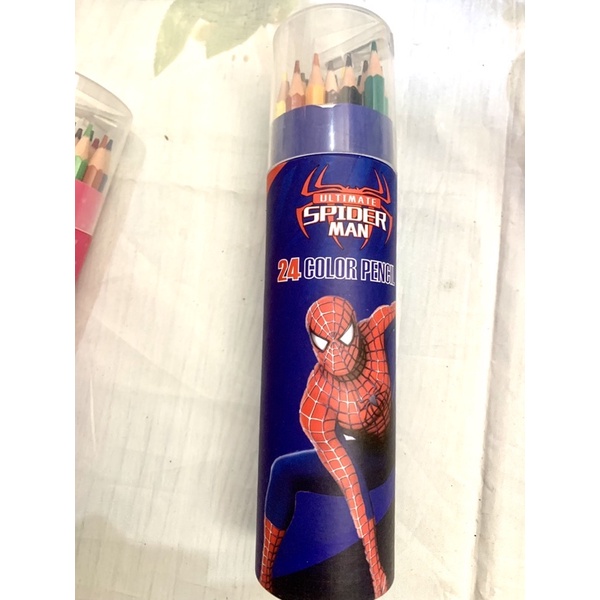 ULTIMATE
SPIDER
MAN
24 COLOR PENCIL